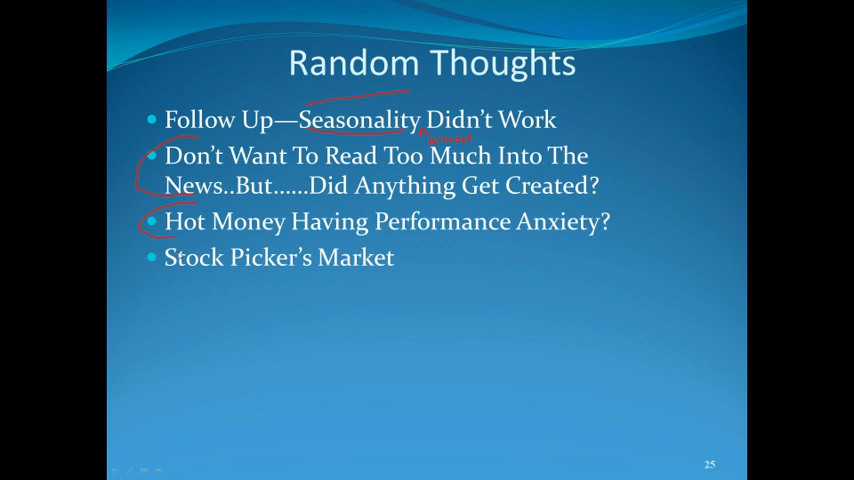 Random Thoughts
Follow Up—Seasonality Didn't Work
Don't Want To Read Too Much Into The
News..But......Did Anything Get Created?
Hot Money Having Performance Anxiety?
Stock Picker's Market
25